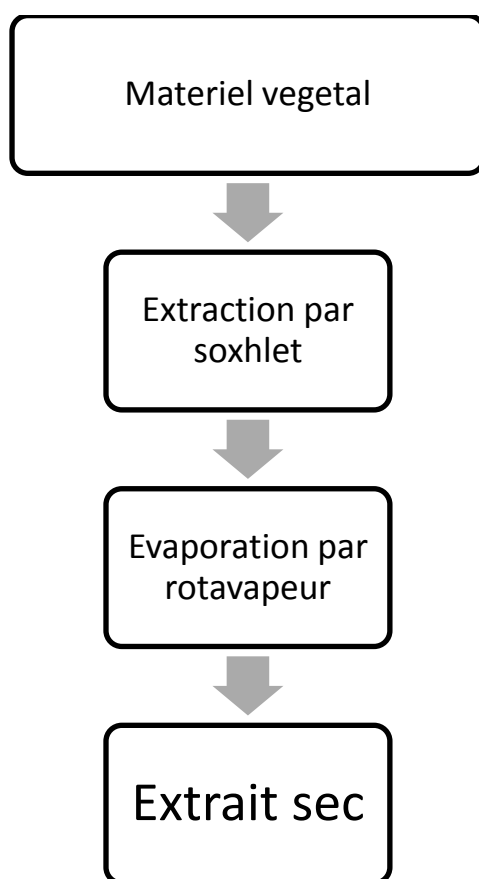 Materiel vegetal
Extraction par
soxhlet
Evaporation par
rotavapeur
Extrait sec